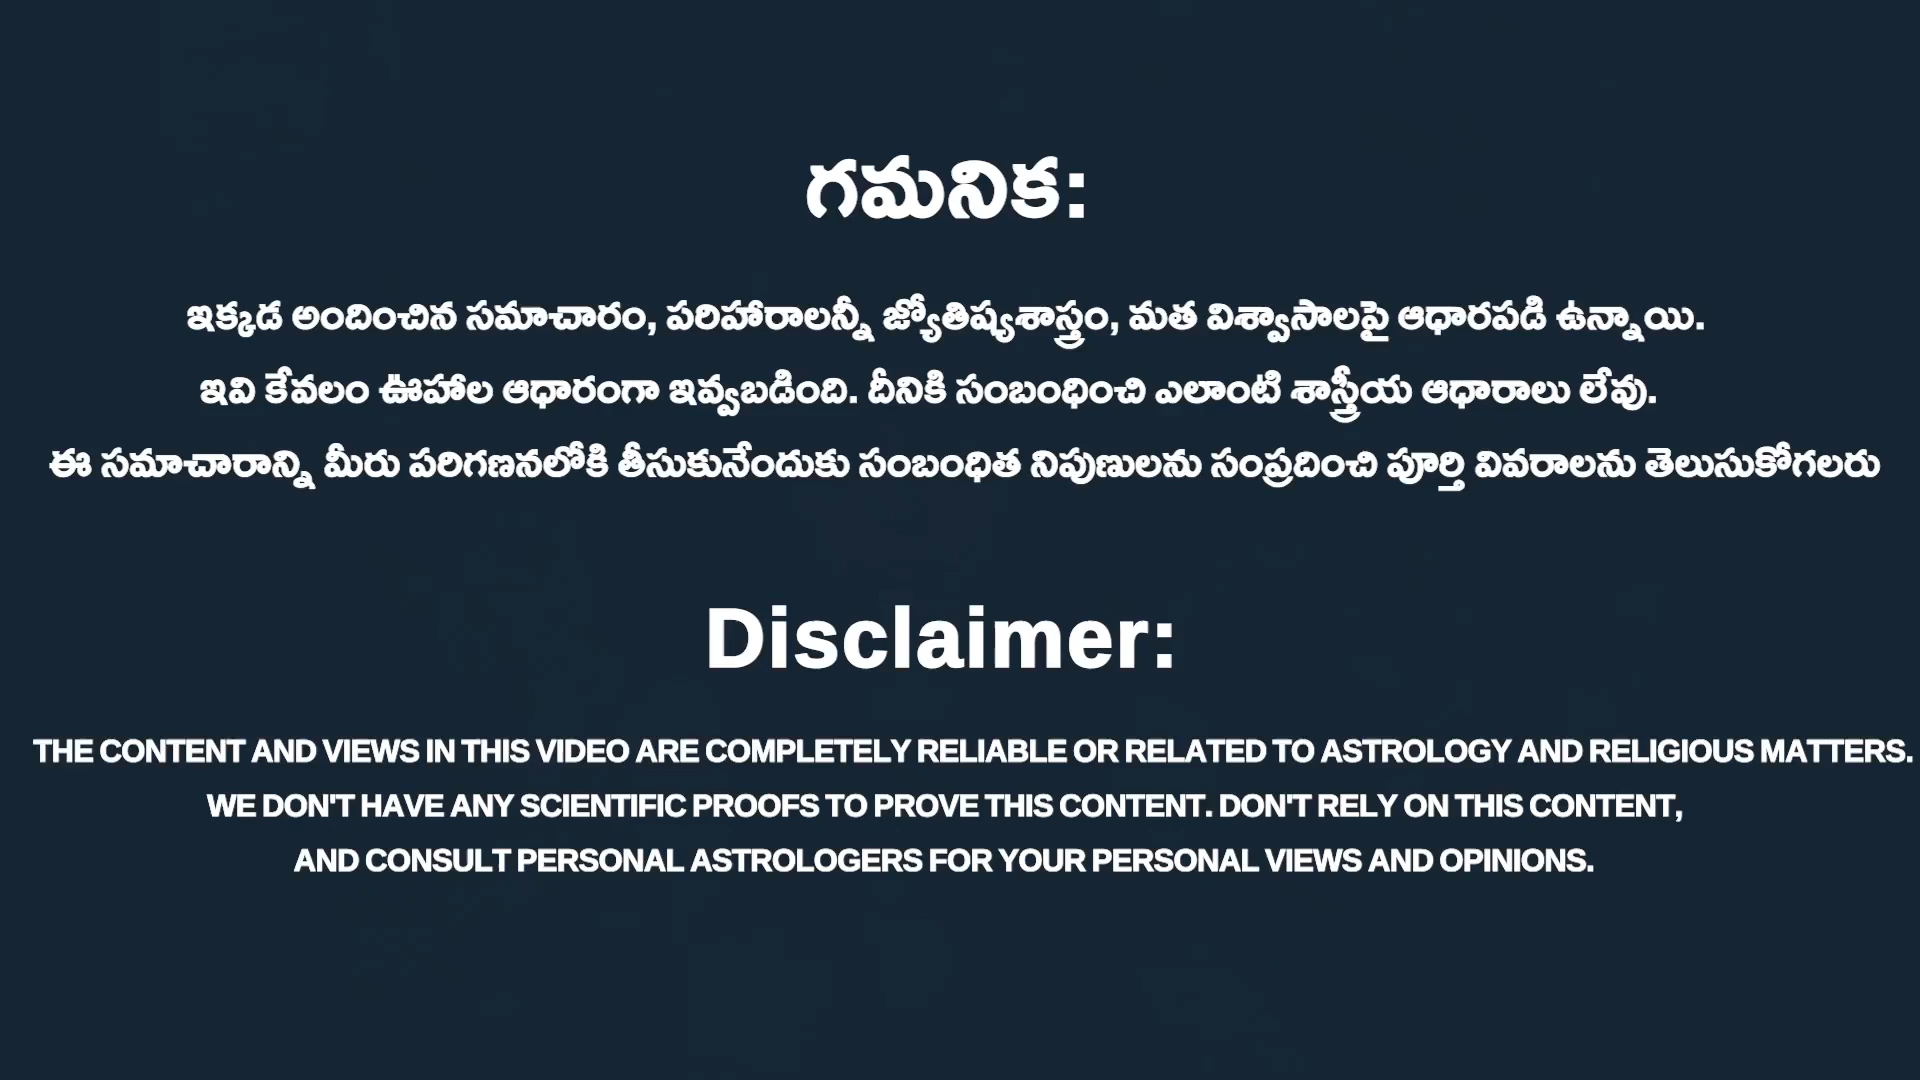 గమనిక:
ఇక్కడ అందించిన సమాచారం, పరిహారాలన్నీ జ్యోతిష్యశాస్త్రం, మత విశ్వాసాలపై ఆధారపడి ఉన్నాయి.
ఇవి కేవలం ఊహాల ఆధారంగా ఇవ్వబడింది. దీనికి సంబంధించి ఎలాంటి శాస్త్రీయ ఆధారాలు లేవు.
ఈ సమాచారాన్ని మీరు పరిగణనలోకి తీసుకునేందుకు సంబంధిత నిపుణులను సంప్రదించి పూర్తి వివరాలను తెలుసుకోగలరు
Disclaimer:
THE CONTENT AND VIEWS IN THIS VIDEO ARE COMPLETELY RELIABLE OR RELATED TO ASTROLOGY AND RELIGIOUS MATTERS.
WE DON'T HAVE ANY SCIENTIFIC PROOFS TO PROVE THIS CONTENT. DON'T RELY ON THIS CONTENT,
AND CONSULT PERSONAL ASTROLOGERS FOR YOUR PERSONAL VIEWS AND OPINIONS.